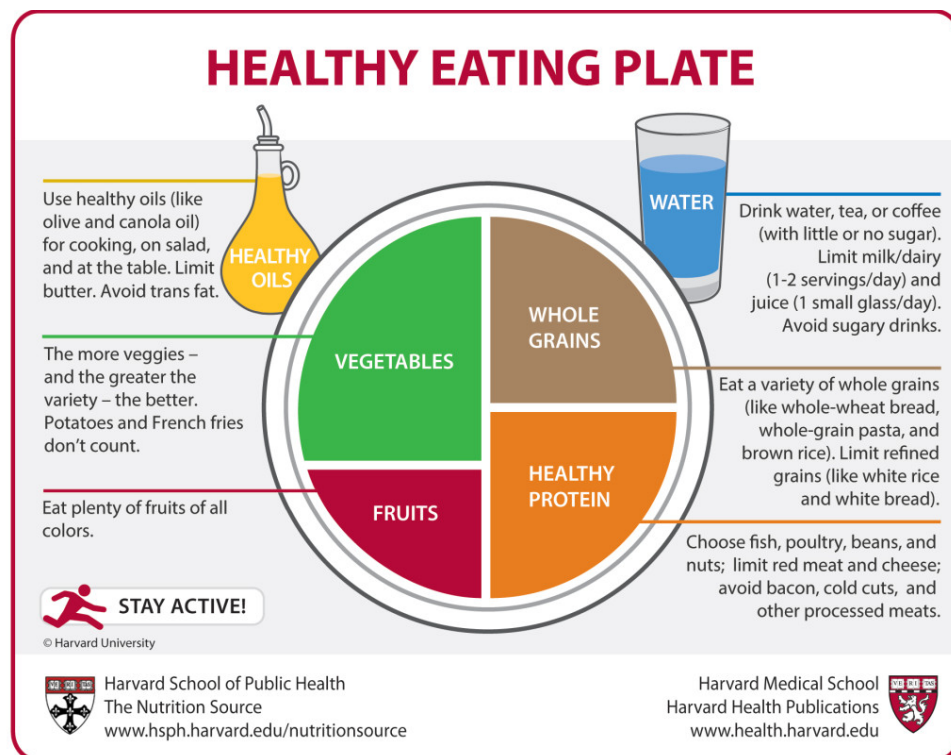 HEALTHY EATING PLATE
Use healthy oils (like
olive and canola oil)
for cooking, on salad,
and at the table. Limit
butter. Avoid trans fat.
HEALTHY
OILS
WATER
Drink water, tea, or coffee
(with little or no sugar).
Limit milk/dairy
(1-2 servings/day) and
juice (1 small glass/day).
Avoid sugary drinks.
The more veggies –
and the greater the
variety – the better.
Potatoes and French fries
don’t count.
VEGETABLES
WHOLE
GRAINS
Eat a variety of whole grains
(like whole-wheat bread,
whole-grain pasta, and
brown rice). Limit refined
grains (like white rice
and white bread).
Eat plenty of fruits of all
colors.
FRUITS
HEALTHY
PROTEIN
Choose fish, poultry, beans, and
nuts; limit red meat and cheese;
avoid bacon, cold cuts, and
other processed meats.
STAY ACTIVE!
© Harvard University
Harvard School of Public Health
The Nutrition Source
www.hsph.harvard.edu/nutritionsource
Harvard Medical School
Harvard Health Publications
www.health.harvard.edu
VE RI TAS